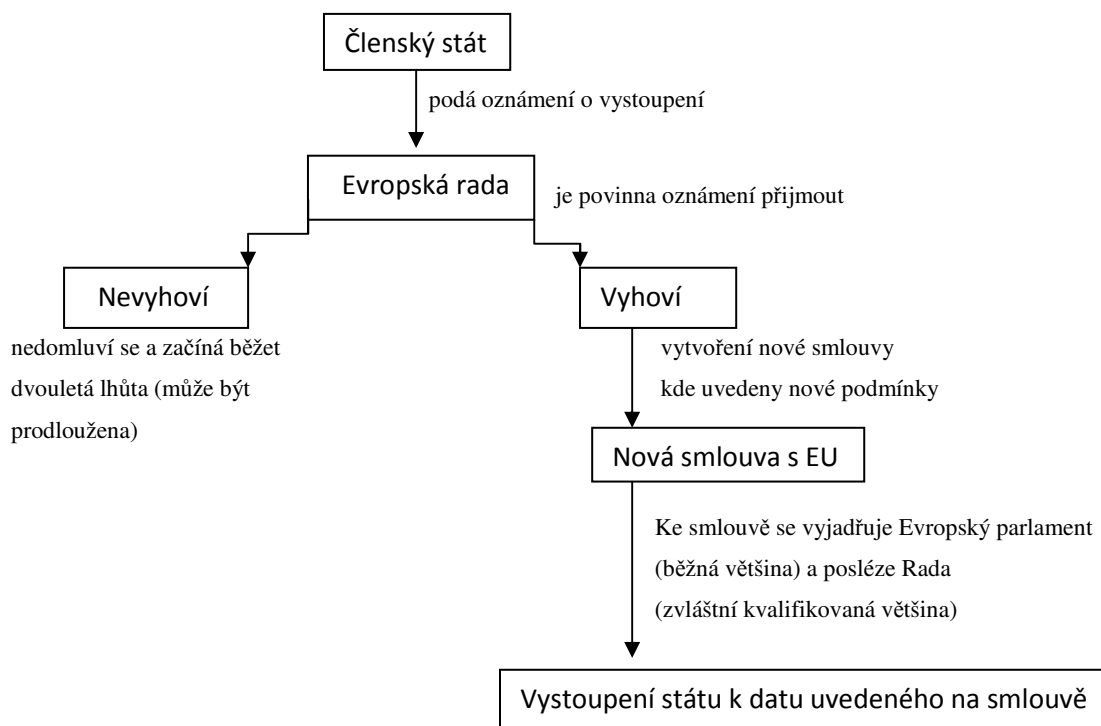 Členský stát
podá oznámení o vystoupení
Evropská rada
je povinna oznámení přijmout
Nevyhoví
Vyhoví
nedomluví se a začíná běžet
dvouletá lhůta (může být
prodloužena)
vytvoření nové smlouvy
kde uvedeny nové podmínky
Nová smlouva s EU
Ke smlouvě se vyjadřuje Evropský parlament
(běžná většina) a posléze Rada
(zvláštní kvalifikovaná většina)
Vystoupení státu k datu uvedeného na smlouvě